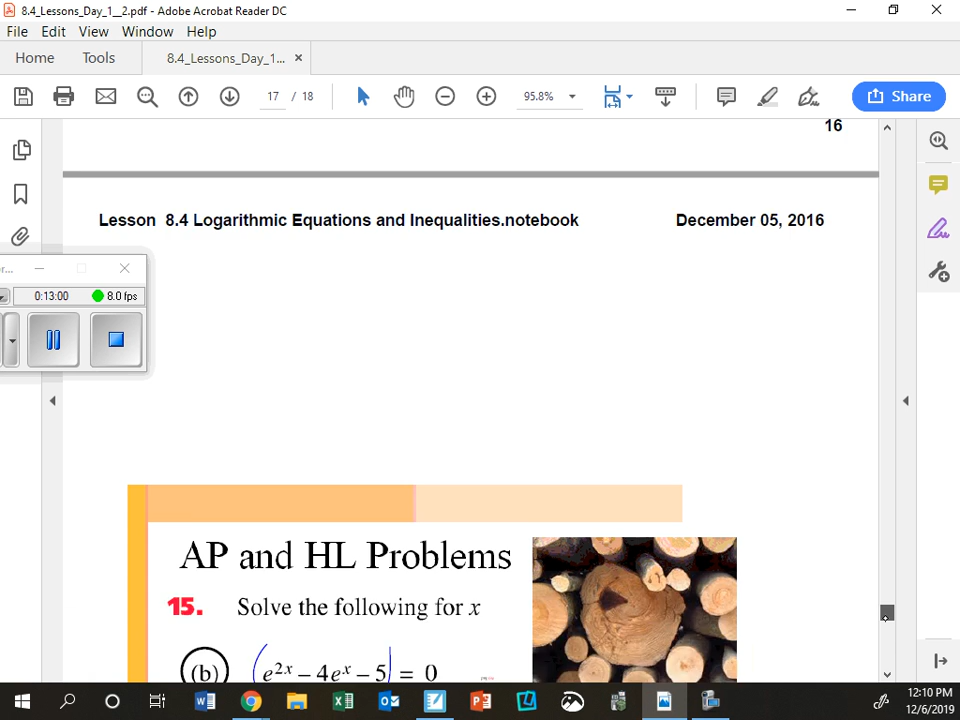 8.4_Lessons_Day_1__2.pdf - Adobe Acrobat Reader DC
File Edit View Window Help
Home Tools 8.4_Lessons_Day_1... ×
17 / 18 95.8% Share
16
Lesson 8.4 Logarithmic Equations and Inequalities.notebook December 05, 2016
0:13:00 8.0 fps
AP and HL Problems
15. Solve the following for x
(b) (e²ˣ – 4eˣ – 5) = 0
12:10 PM
12/6/2019